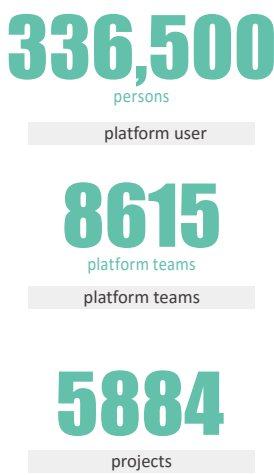 336,500
persons
platform user
8615
platform teams
platform teams
5884
projects